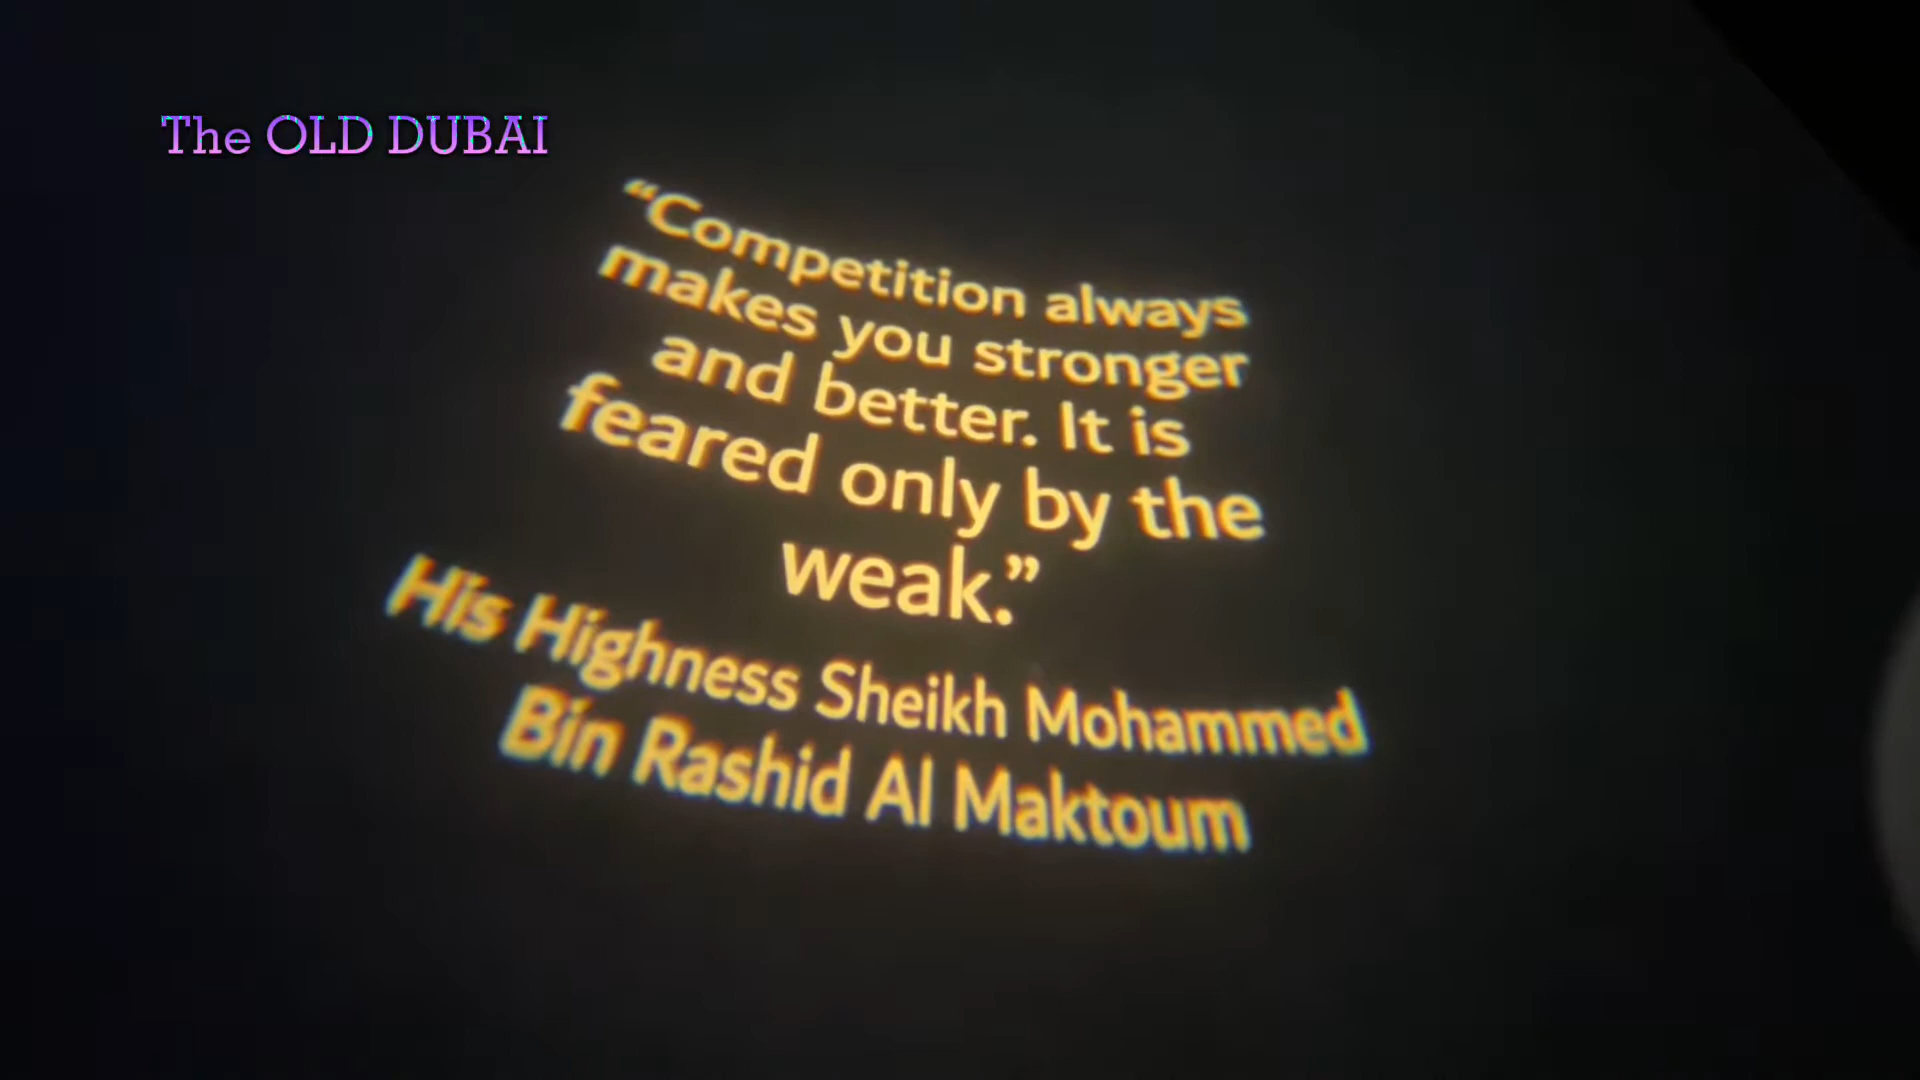 The OLD DUBAI
“Competition always
makes you stronger
and better. It is
feared only by the
weak.”
His Highness Sheikh Mohammed
Bin Rashid Al Maktoum